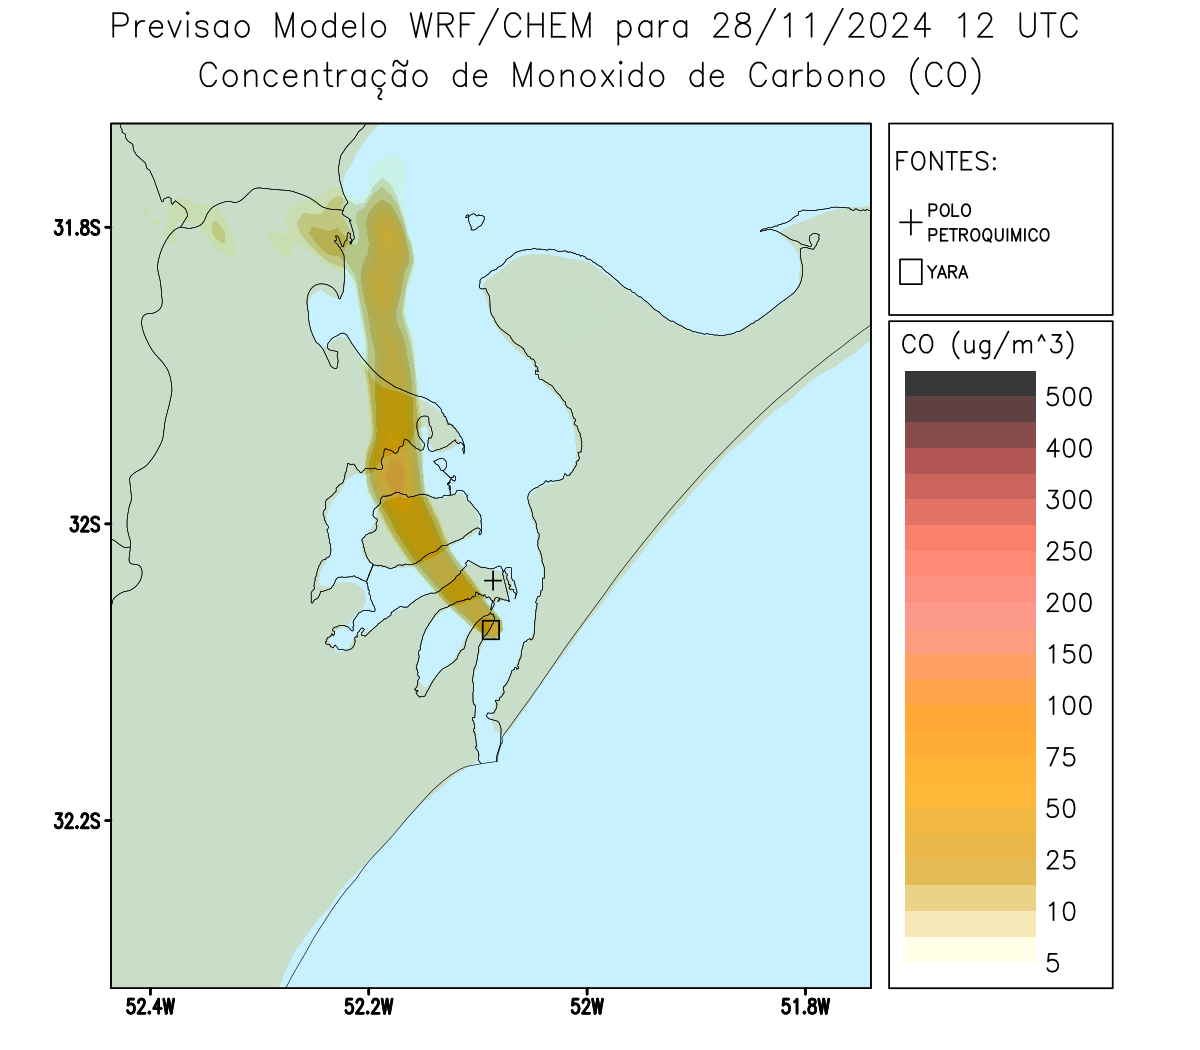 Previsao Modelo WRF/CHEM para 28/11/2024 12 UTC
Concentração de Monoxido de Carbono (CO)
FONTES:
POLO
PETROQUIMICO
YARA
CO (ug/m^3)
500
400
300
250
200
150
100
75
50
25
10
5
31.8S
32S
32.2S
52.4W
52.2W
52W
51.8W